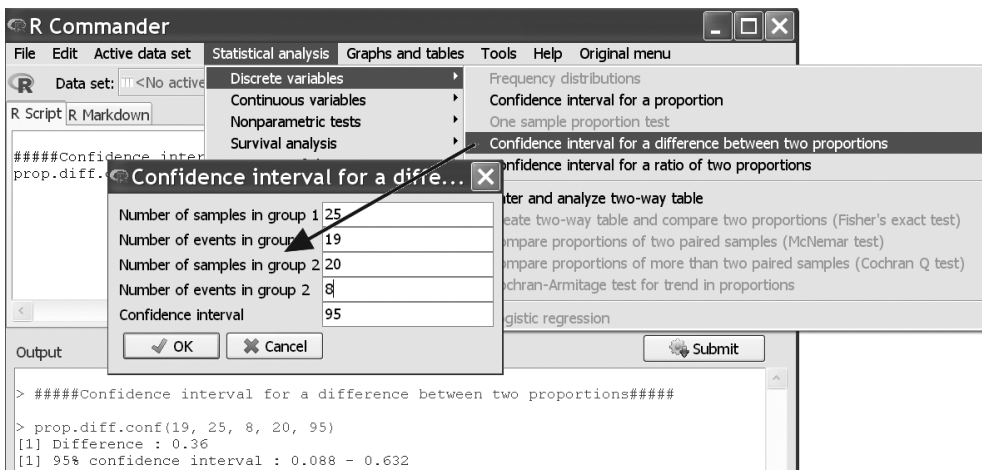 R Commander
File Edit Active data set Statistical analysis Graphs and tables Tools Help Original menu
R Data set: <No active
Discrete variables
Continuous variables
Nonparametric tests
Survival analysis
Frequency distributions
Confidence interval for a proportion
One sample proportion test
Confidence interval for a difference between two proportions
Confidence interval for a ratio of two proportions
nter and analyze two-way table
eate two-way table and compare two proportions (Fisher's exact test)
mpare proportions of two paired samples (McNemar test)
mpare proportions of more than two paired samples (Cochran Q test)
chran-Armitage test for trend in proportions
gistic regression
R Script R Markdown
#####Confidence inter
prop.diff.
Confidence interval for a diffe...
Number of samples in group 1 25
Number of events in group 19
Number of samples in group 2 20
Number of events in group 2 8
Confidence interval 95
OK Cancel
Output Submit
> #####Confidence interval for a difference between two proportions#####
> prop.diff.conf(19, 25, 8, 20, 95)
[1] Difference : 0.36
[1] 95% confidence interval : 0.088 - 0.632